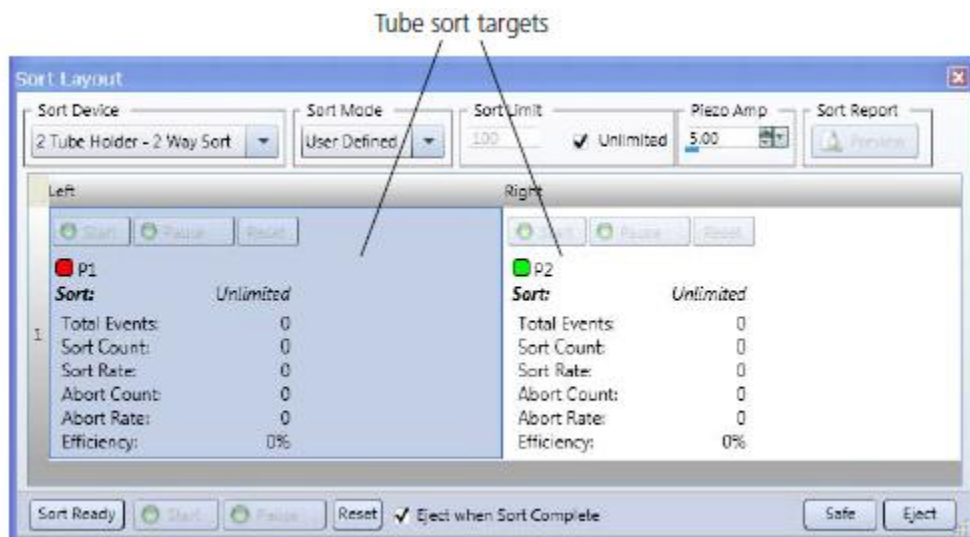 Tube sort targets
Sort Layout
Sort Device Sort Mode Sort Limit Piezo Amp Sort Report
2 Tube Holder - 2 Way Sort User Defined 100 Unlimited 5.00 Preview
Left Right
Start Pause Reset Start Pause Reset
P1 P2
Sort: Unlimited Sort: Unlimited
1
Total Events: 0 Total Events: 0
Sort Count: 0 Sort Count: 0
Sort Rate: 0 Sort Rate: 0
Abort Count: 0 Abort Count: 0
Abort Rate: 0 Abort Rate: 0
Efficiency: 0% Efficiency: 0%
Sort Ready Start Pause Reset Eject when Sort Complete Safe Eject